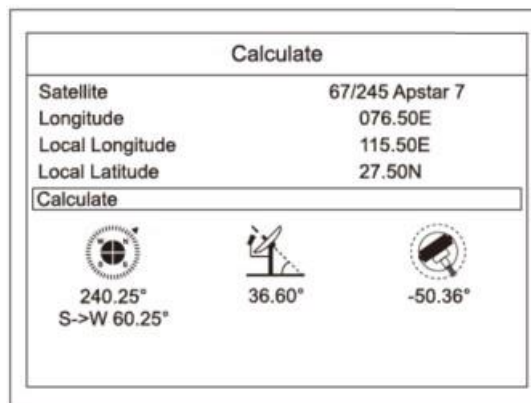 Calculate
Satellite 67/245 Apstar 7
Longitude 076.50E
Local Longitude 115.50E
Local Latitude 27.50N
Calculate
240.25° 36.60° -50.36°
S->W 60.25°